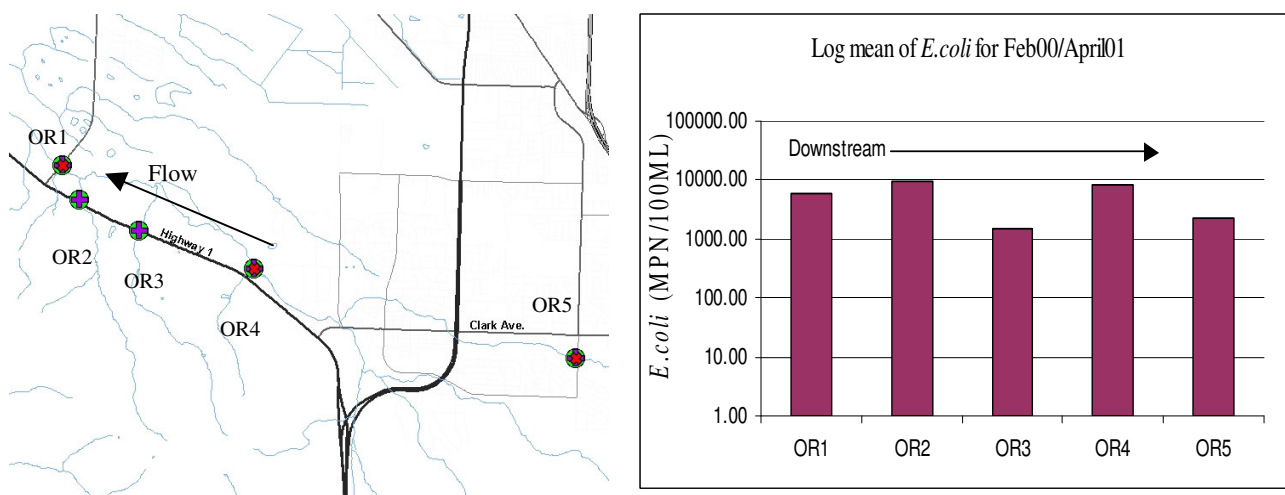 OR1
Flow
OR2
Highway 1
OR3
OR4
OR5
Clark Ave.
Log mean of E.coli for Feb00/April01
E.coli (MPN/100ML)
100000.00
10000.00
1000.00
100.00
10.00
1.00
Downstream
OR1 OR2 OR3 OR4 OR5